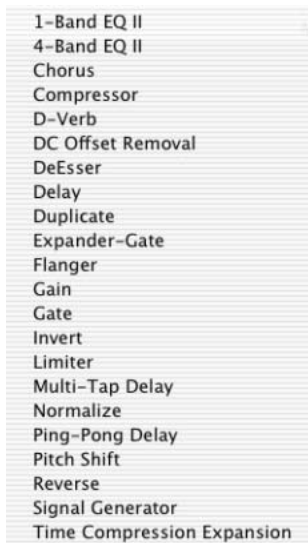 1-Band EQ II
4-Band EQ II
Chorus
Compressor
D-Verb
DC Offset Removal
DeEsser
Delay
Duplicate
Expander-Gate
Flanger
Gain
Gate
Invert
Limiter
Multi-Tap Delay
Normalize
Ping-Pong Delay
Pitch Shift
Reverse
Signal Generator
Time Compression Expansion